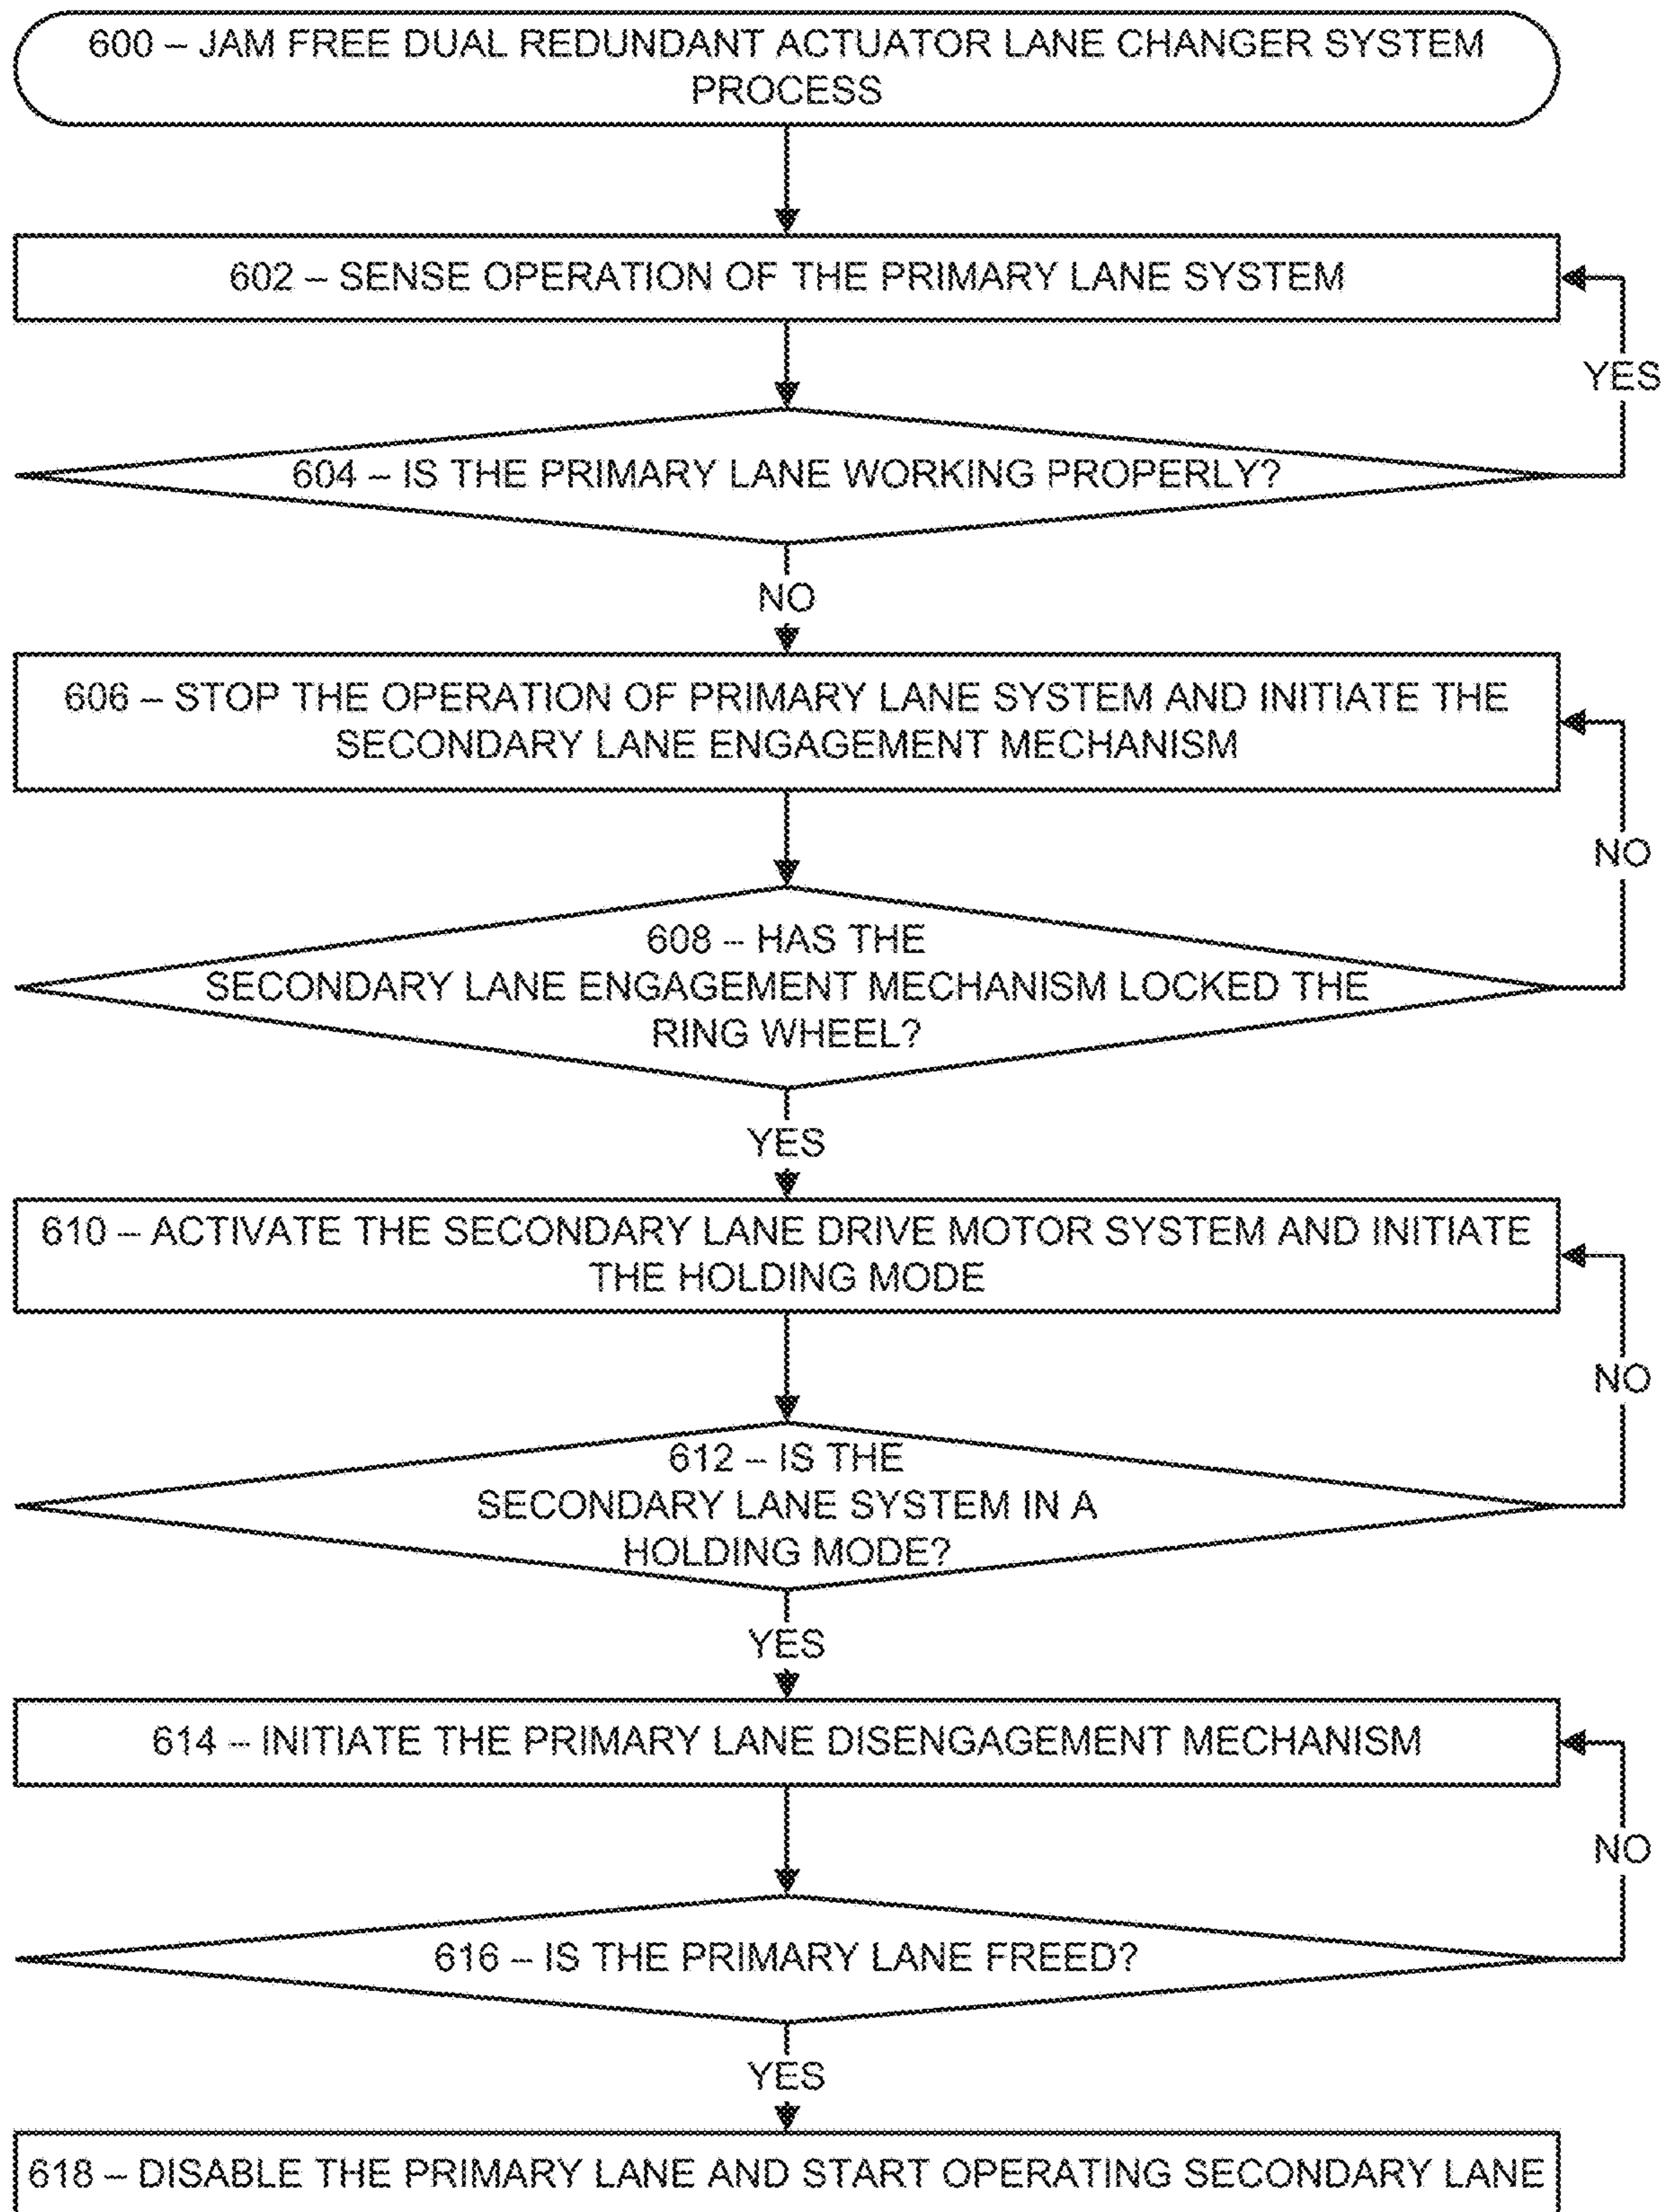 600 – JAM FREE DUAL REDUNDANT ACTUATOR LANE CHANGER SYSTEM
PROCESS
602 – SENSE OPERATION OF THE PRIMARY LANE SYSTEM
YES
604 – IS THE PRIMARY LANE WORKING PROPERLY?
NO
606 – STOP THE OPERATION OF PRIMARY LANE SYSTEM AND INITIATE THE
SECONDARY LANE ENGAGEMENT MECHANISM
NO
608 – HAS THE
SECONDARY LANE ENGAGEMENT MECHANISM LOCKED THE
RING WHEEL?
YES
610 – ACTIVATE THE SECONDARY LANE DRIVE MOTOR SYSTEM AND INITIATE
THE HOLDING MODE
NO
612 – IS THE
SECONDARY LANE SYSTEM IN A
HOLDING MODE?
YES
614 – INITIATE THE PRIMARY LANE DISENGAGEMENT MECHANISM
NO
616 – IS THE PRIMARY LANE FREED?
YES
618 – DISABLE THE PRIMARY LANE AND START OPERATING SECONDARY LANE